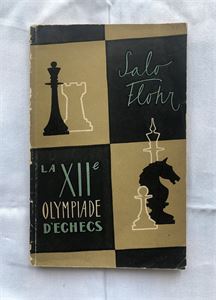 Salo
Flohr
LA XIIe
OLYMPIADE
D'ECHECS